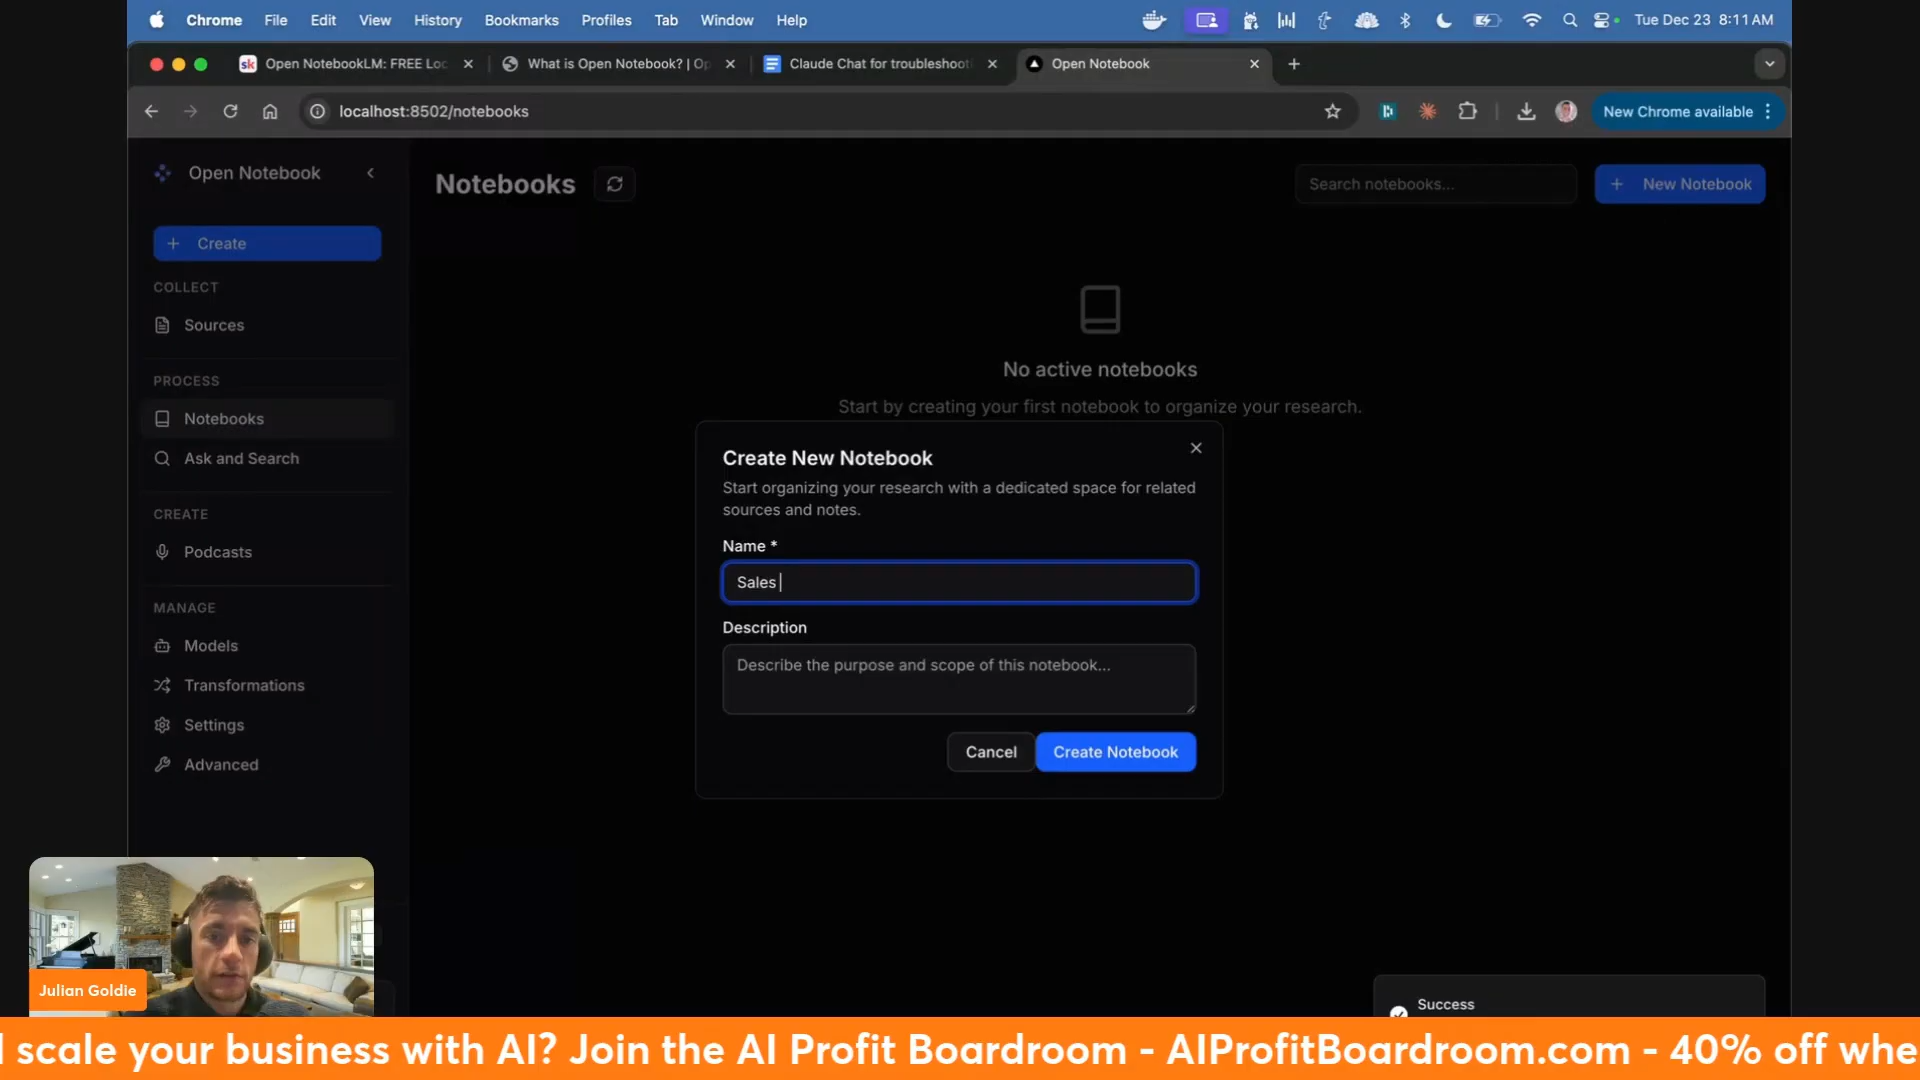 Chrome File Edit View History Bookmarks Profiles Tab Window Help Tue Dec 23 8:11 AM
sk Open NotebookLM: FREE Loc What is Open Notebook? | Op Claude Chat for troubleshoot Open Notebook
localhost:8502/notebooks New Chrome available
Open Notebook
Create
COLLECT
Sources
PROCESS
Notebooks
Ask and Search
CREATE
Podcasts
MANAGE
Models
Transformations
Settings
Advanced
Notebooks Search notebooks... New Notebook
No active notebooks
Start by creating your first notebook to organize your research.
Create New Notebook
Start organizing your research with a dedicated space for related
sources and notes.
Name *
Sales
Description
Describe the purpose and scope of this notebook...
Cancel Create Notebook
Success
Julian Goldie
scale your business with AI? Join the AI Profit Boardroom - AIProfitBoardroom.com - 40% off whe